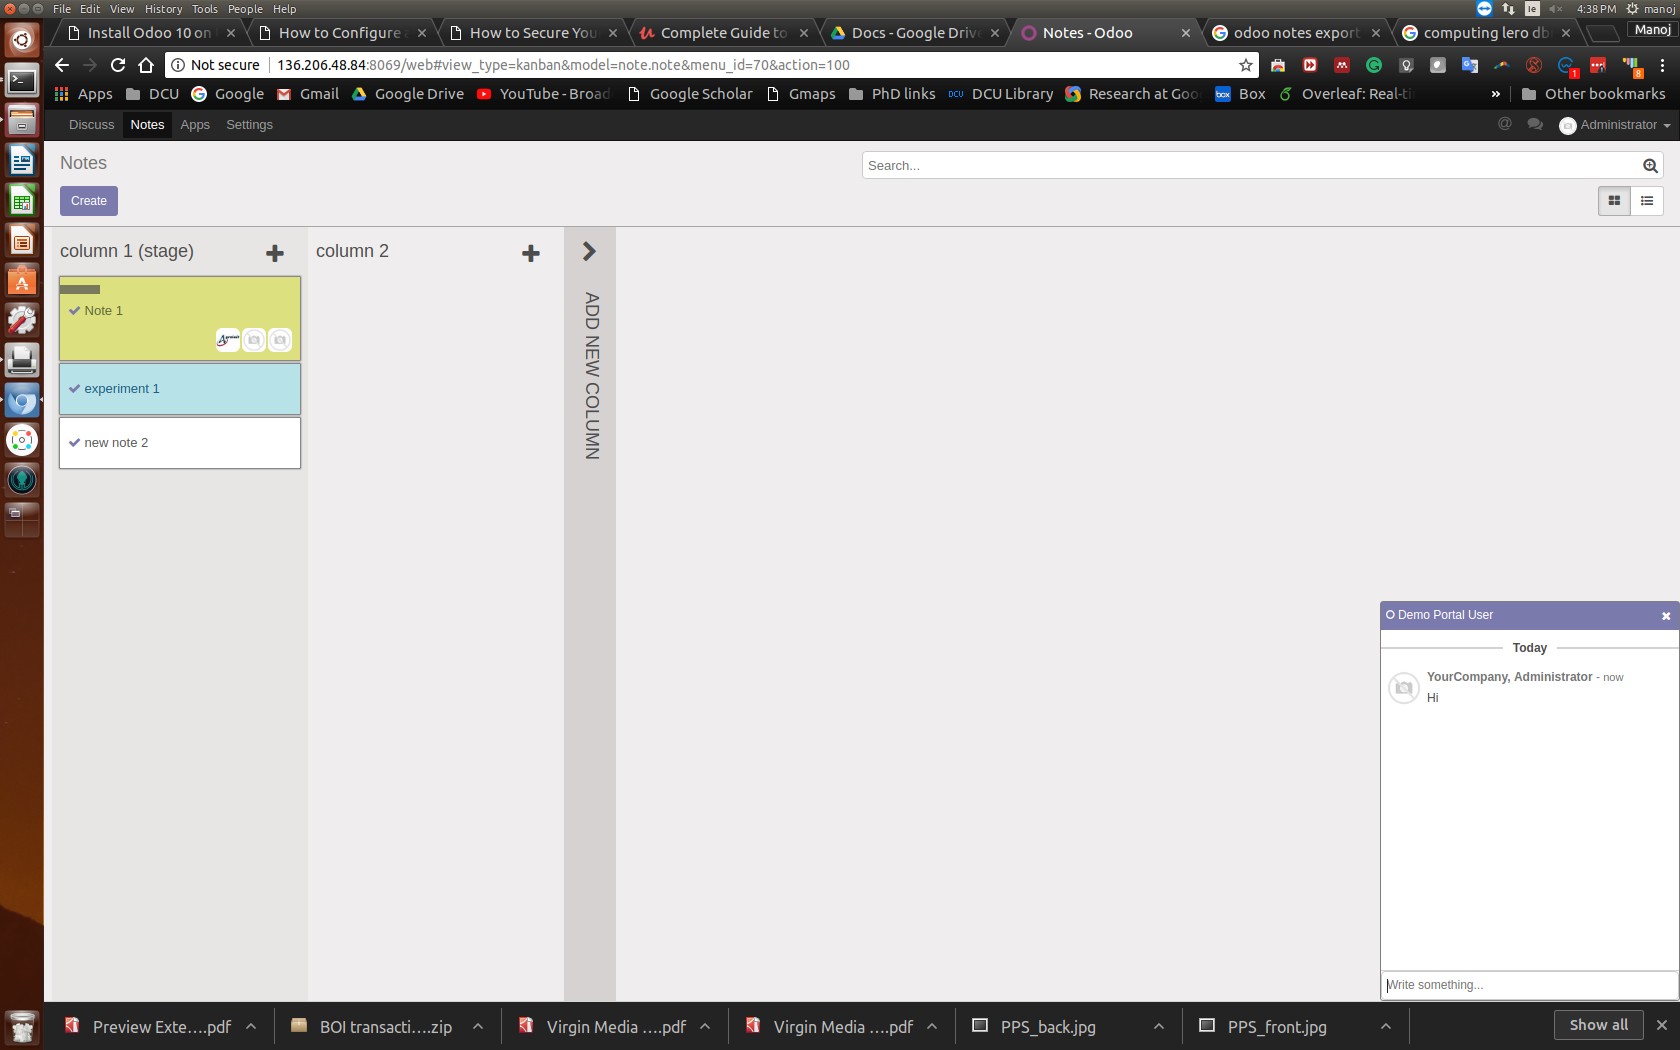 File Edit View History Tools People Help
4:38 PM manoj
Install Odoo 10 on
How to Configure
How to Secure You
Complete Guide to
Docs - Google Drive
Notes - Odoo
odoo notes export
computing lero db
Manoj
Not secure 136.206.48.84:8069/web#view_type=kanban&model=note.note&menu_id=70&action=100
1
8
Apps DCU Google Gmail Google Drive YouTube - Broad Google Scholar Gmaps PhD links DCU Library Research at Goo Box Overleaf: Real-ti » Other bookmarks
Discuss Notes Apps Settings
@ Administrator
Notes
Search...
Create
column 1 (stage)
column 2
Note 1
experiment 1
new note 2
ADD NEW COLUMN
Demo Portal User
Today
YourCompany, Administrator - now
Hi
Write something...
Preview Exte....pdf
BOI transacti....zip
Virgin Media ....pdf
Virgin Media ....pdf
PPS_back.jpg
PPS_front.jpg
Show all